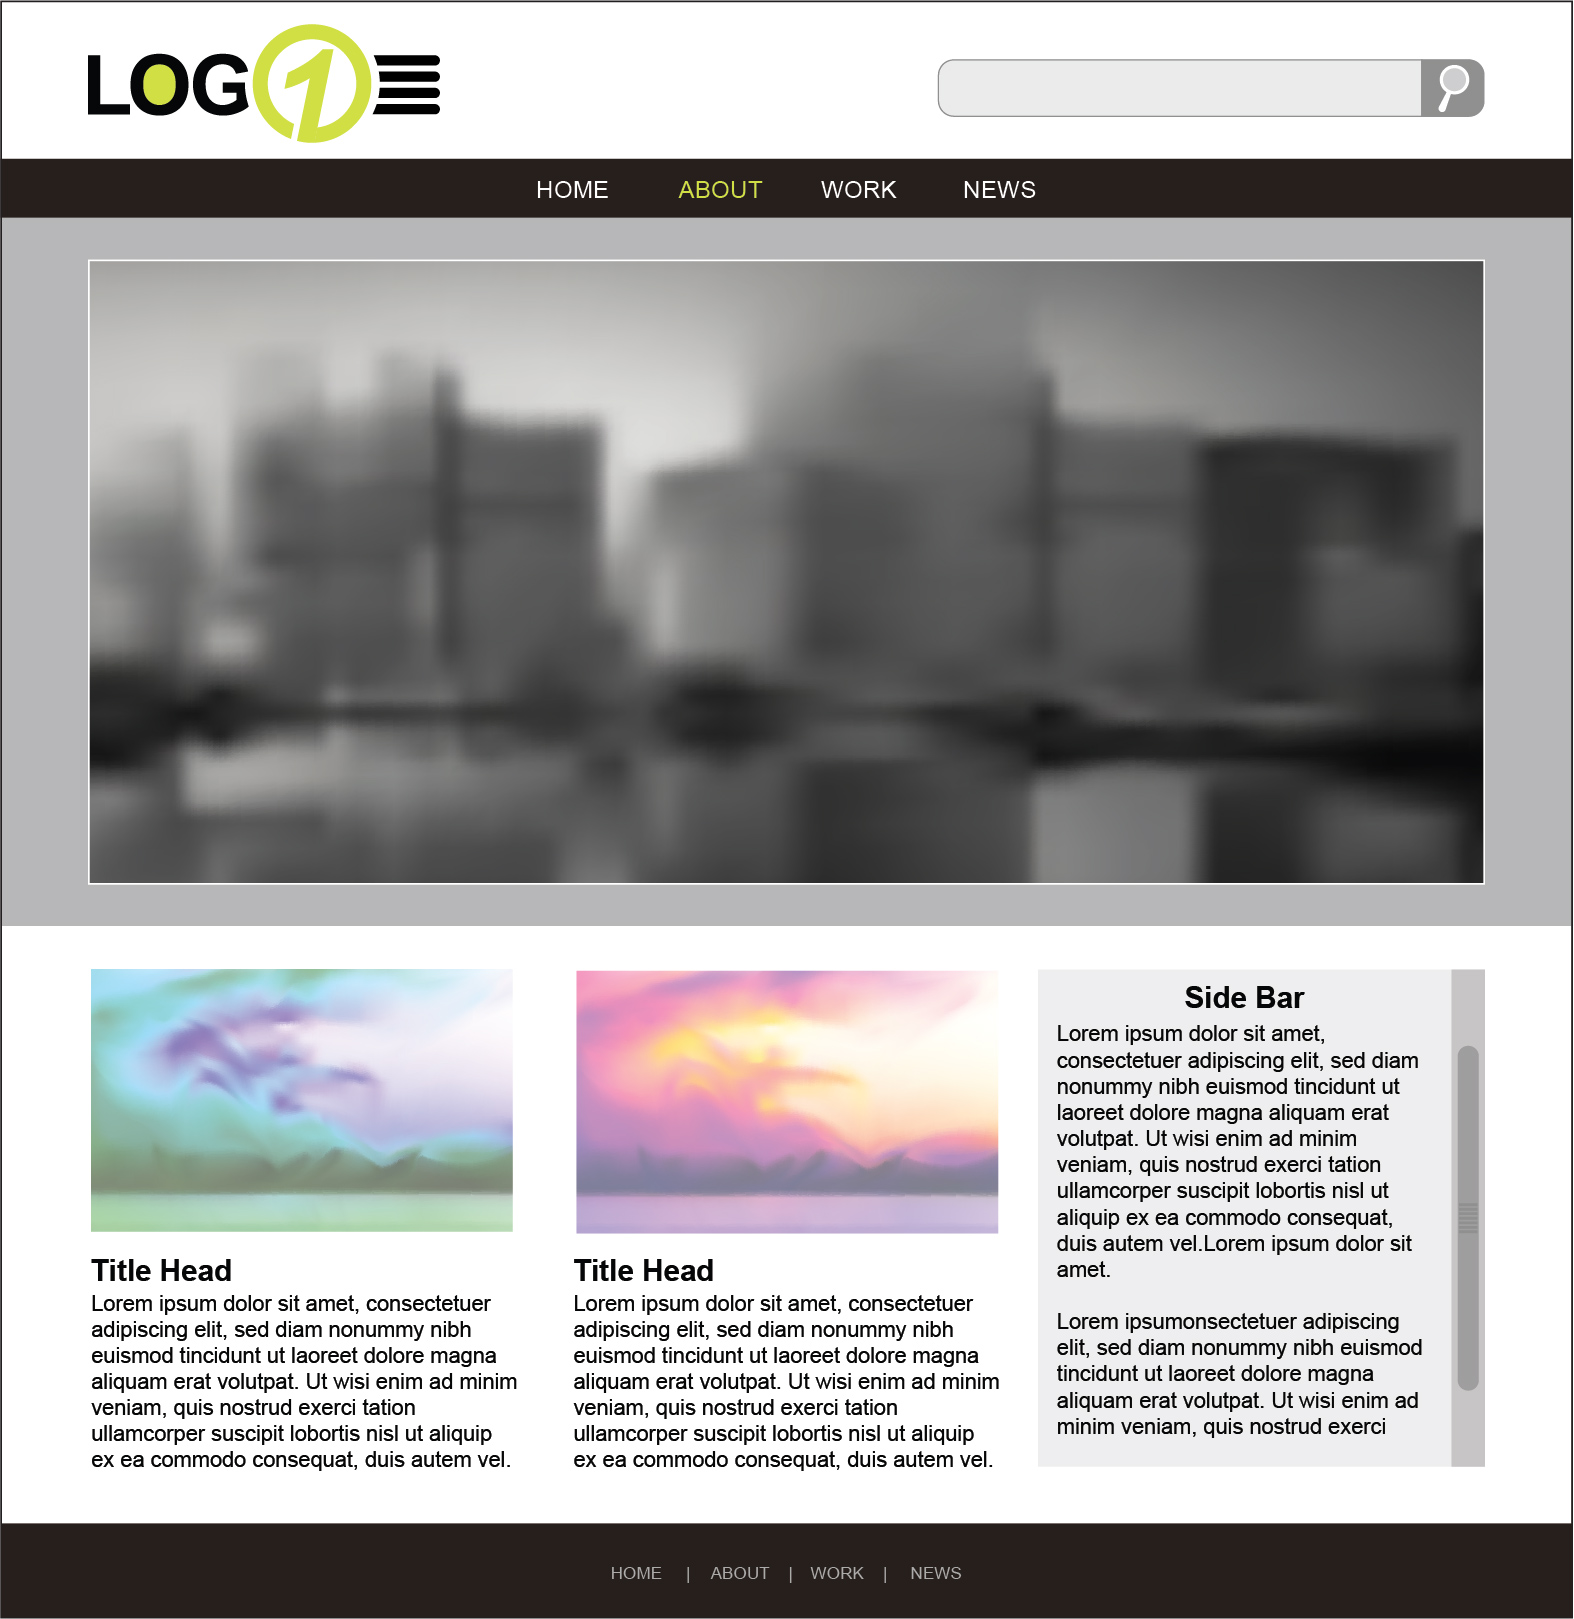 LOG1
HOME ABOUT WORK NEWS
Title Head
Lorem ipsum dolor sit amet, consectetuer
adipiscing elit, sed diam nonummy nibh
euismod tincidunt ut laoreet dolore magna
aliquam erat volutpat. Ut wisi enim ad minim
veniam, quis nostrud exerci tation
ullamcorper suscipit lobortis nisl ut aliquip
ex ea commodo consequat, duis autem vel.
Title Head
Lorem ipsum dolor sit amet, consectetuer
adipiscing elit, sed diam nonummy nibh
euismod tincidunt ut laoreet dolore magna
aliquam erat volutpat. Ut wisi enim ad minim
veniam, quis nostrud exerci tation
ullamcorper suscipit lobortis nisl ut aliquip
ex ea commodo consequat, duis autem vel.
Side Bar
Lorem ipsum dolor sit amet,
consectetuer adipiscing elit, sed diam
nonummy nibh euismod tincidunt ut
laoreet dolore magna aliquam erat
volutpat. Ut wisi enim ad minim
veniam, quis nostrud exerci tation
ullamcorper suscipit lobortis nisl ut
aliquip ex ea commodo consequat,
duis autem vel.Lorem ipsum dolor sit
amet.
Lorem ipsumonsectetuer adipiscing
elit, sed diam nonummy nibh euismod
tincidunt ut laoreet dolore magna
aliquam erat volutpat. Ut wisi enim ad
minim veniam, quis nostrud exerci
HOME | ABOUT | WORK | NEWS